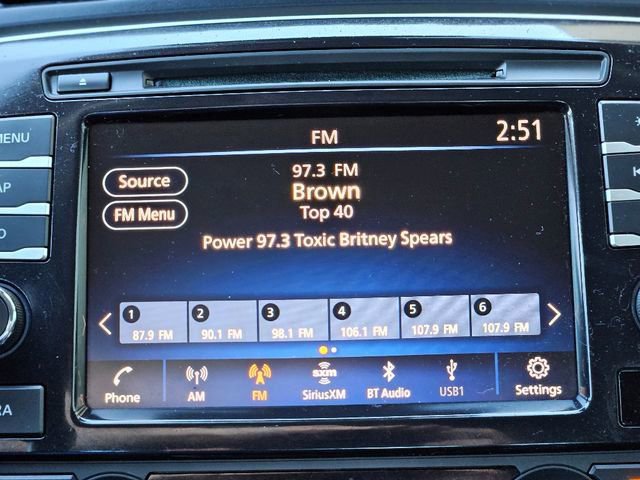 MENU
FM
2:51
Source
97.3 FM
Brown
FM Menu
Top 40
Power 97.3 Toxic Britney Spears
1
2
3
4
5
6
87.9 FM
90.1 FM
98.1 FM
106.1 FM
107.9 FM
107.9 FM
Phone
AM
FM
sxm
SiriusXM
BT Audio
USB1
Settings